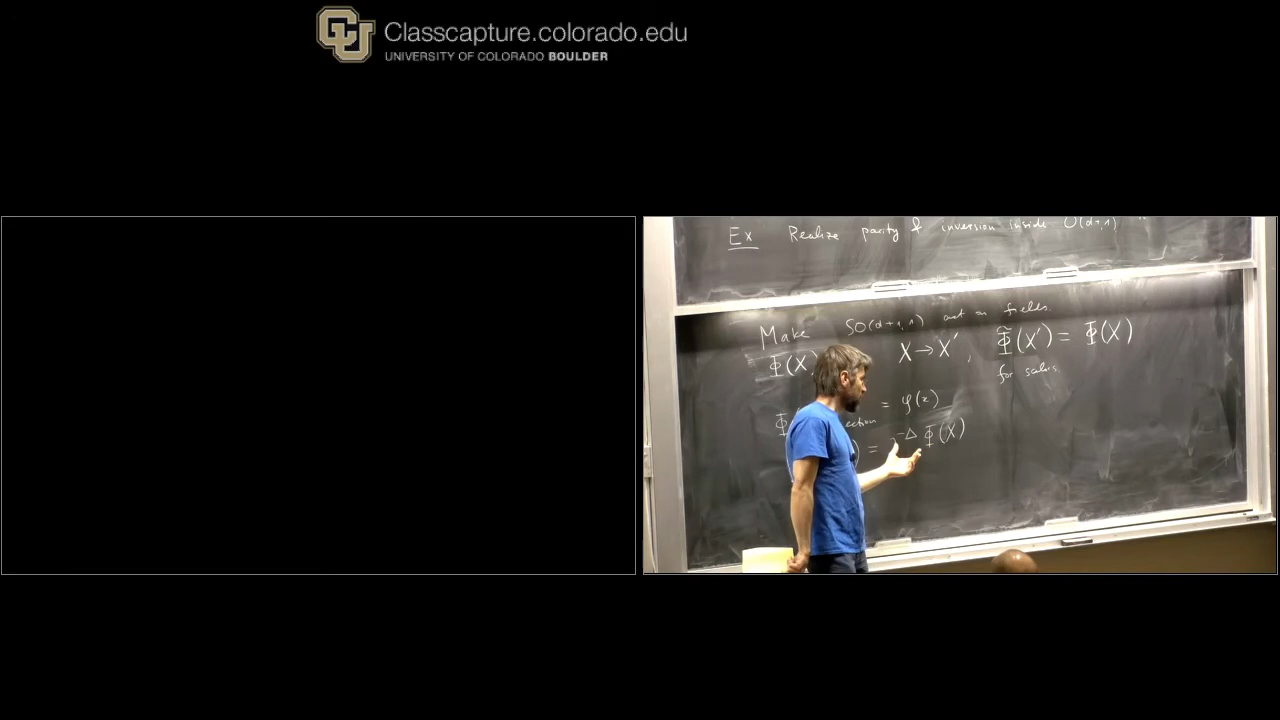 Classcapture.colorado.edu
UNIVERSITY OF COLORADO BOULDER
Ex Realize parity & inversion inside O(d+1,1)
Make SO(d+1,1) act on fields
Φ(X) X→X′, Φ̃(X′) = Φ(X)
for scalars
Φ ection = φ(x)
) = λ^-Δ Φ(X)